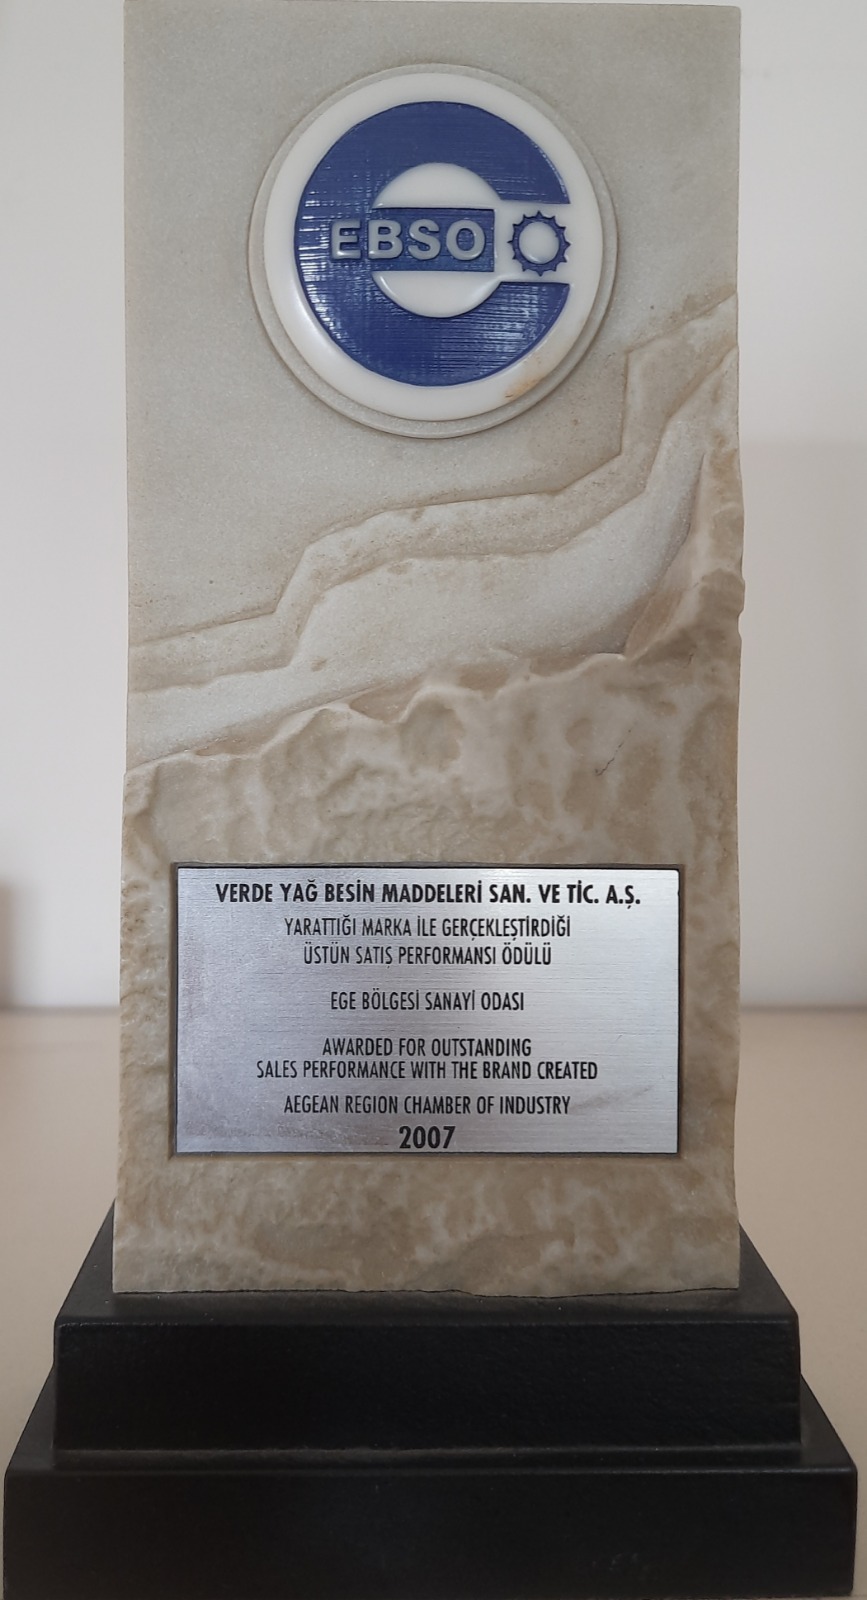 EBSO
VERDE YAĞ BESİN MADDELERİ SAN. VE TİC. A.Ş.
YARATTIĞI MARKA İLE GERÇEKLEŞTİRDİĞİ
ÜSTÜN SATIŞ PERFORMANSI ÖDÜLÜ
EGE BÖLGESİ SANAYİ ODASI
AWARDED FOR OUTSTANDING
SALES PERFORMANCE WITH THE BRAND CREATED
AEGEAN REGION CHAMBER OF INDUSTRY
2007